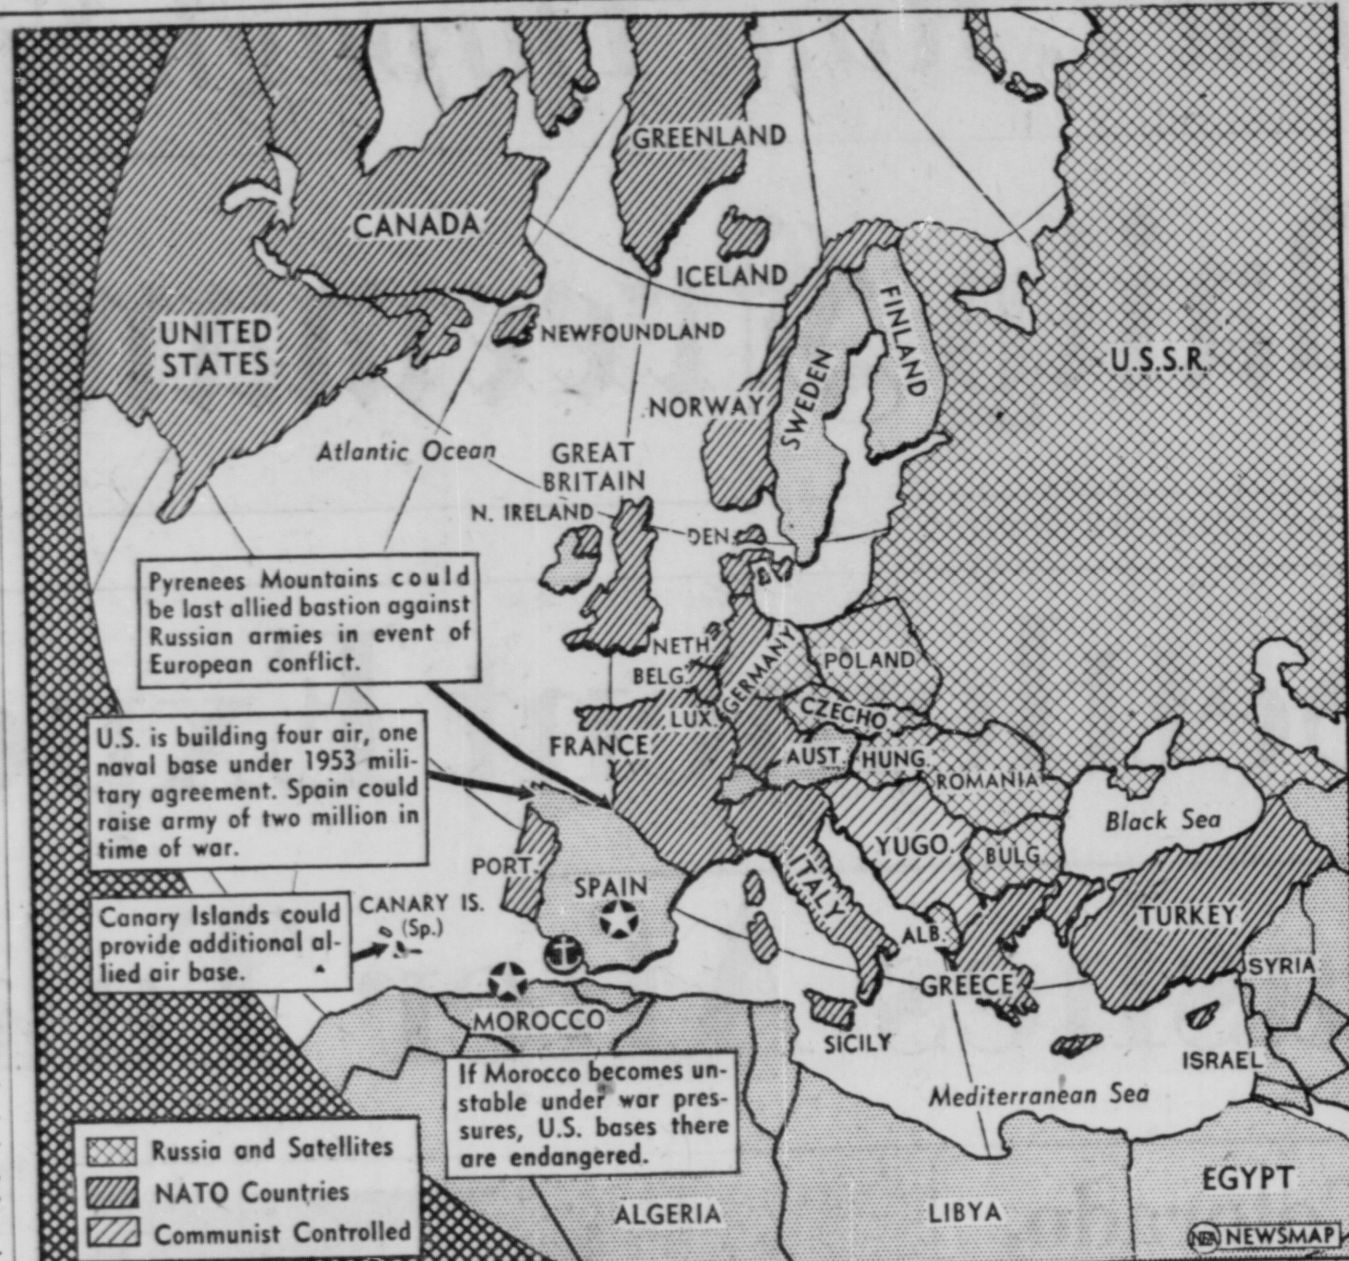 GREENLAND
CANADA
ICELAND
UNITED
STATES
NEWFOUNDLAND
FINLAND
SWEDEN
U.S.S.R.
NORWAY
Atlantic Ocean
GREAT
BRITAIN
N. IRELAND
DEN.
Pyrenees Mountains could
be last allied bastion against
Russian armies in event of
European conflict.
NETH
BELG.
GERMANY
POLAND
LUX.
CZECHO
U.S. is building four air, one
naval base under 1953 mili-
tary agreement. Spain could
raise army of two million in
time of war.
FRANCE
AUST.
HUNG.
ROMANIA
Black Sea
YUGO.
BULG.
PORT.
SPAIN
ITALY
CANARY IS.
(Sp.)
Canary Islands could
provide additional al-
lied air base.
ALB.
TURKEY
GREECE
SYRIA
MOROCCO
SICILY
ISRAEL
If Morocco becomes un-
stable under war pres-
sures, U.S. bases there
are endangered.
Mediterranean Sea
Russia and Satellites
NATO Countries
Communist Controlled
ALGERIA
LIBYA
EGYPT
NEA NEWSMAP